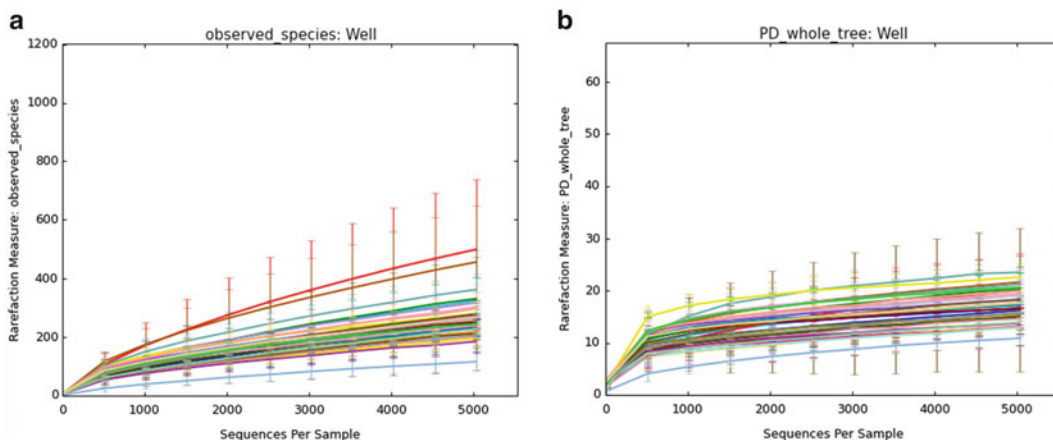 a
observed_species: Well
1200
1000
800
600
400
200
0
0 1000 2000 3000 4000 5000
Rarefaction Measure: observed_species
Sequences Per Sample
b
PD_whole_tree: Well
60
50
40
30
20
10
0
0 1000 2000 3000 4000 5000
Rarefaction Measure: PD_whole_tree
Sequences Per Sample